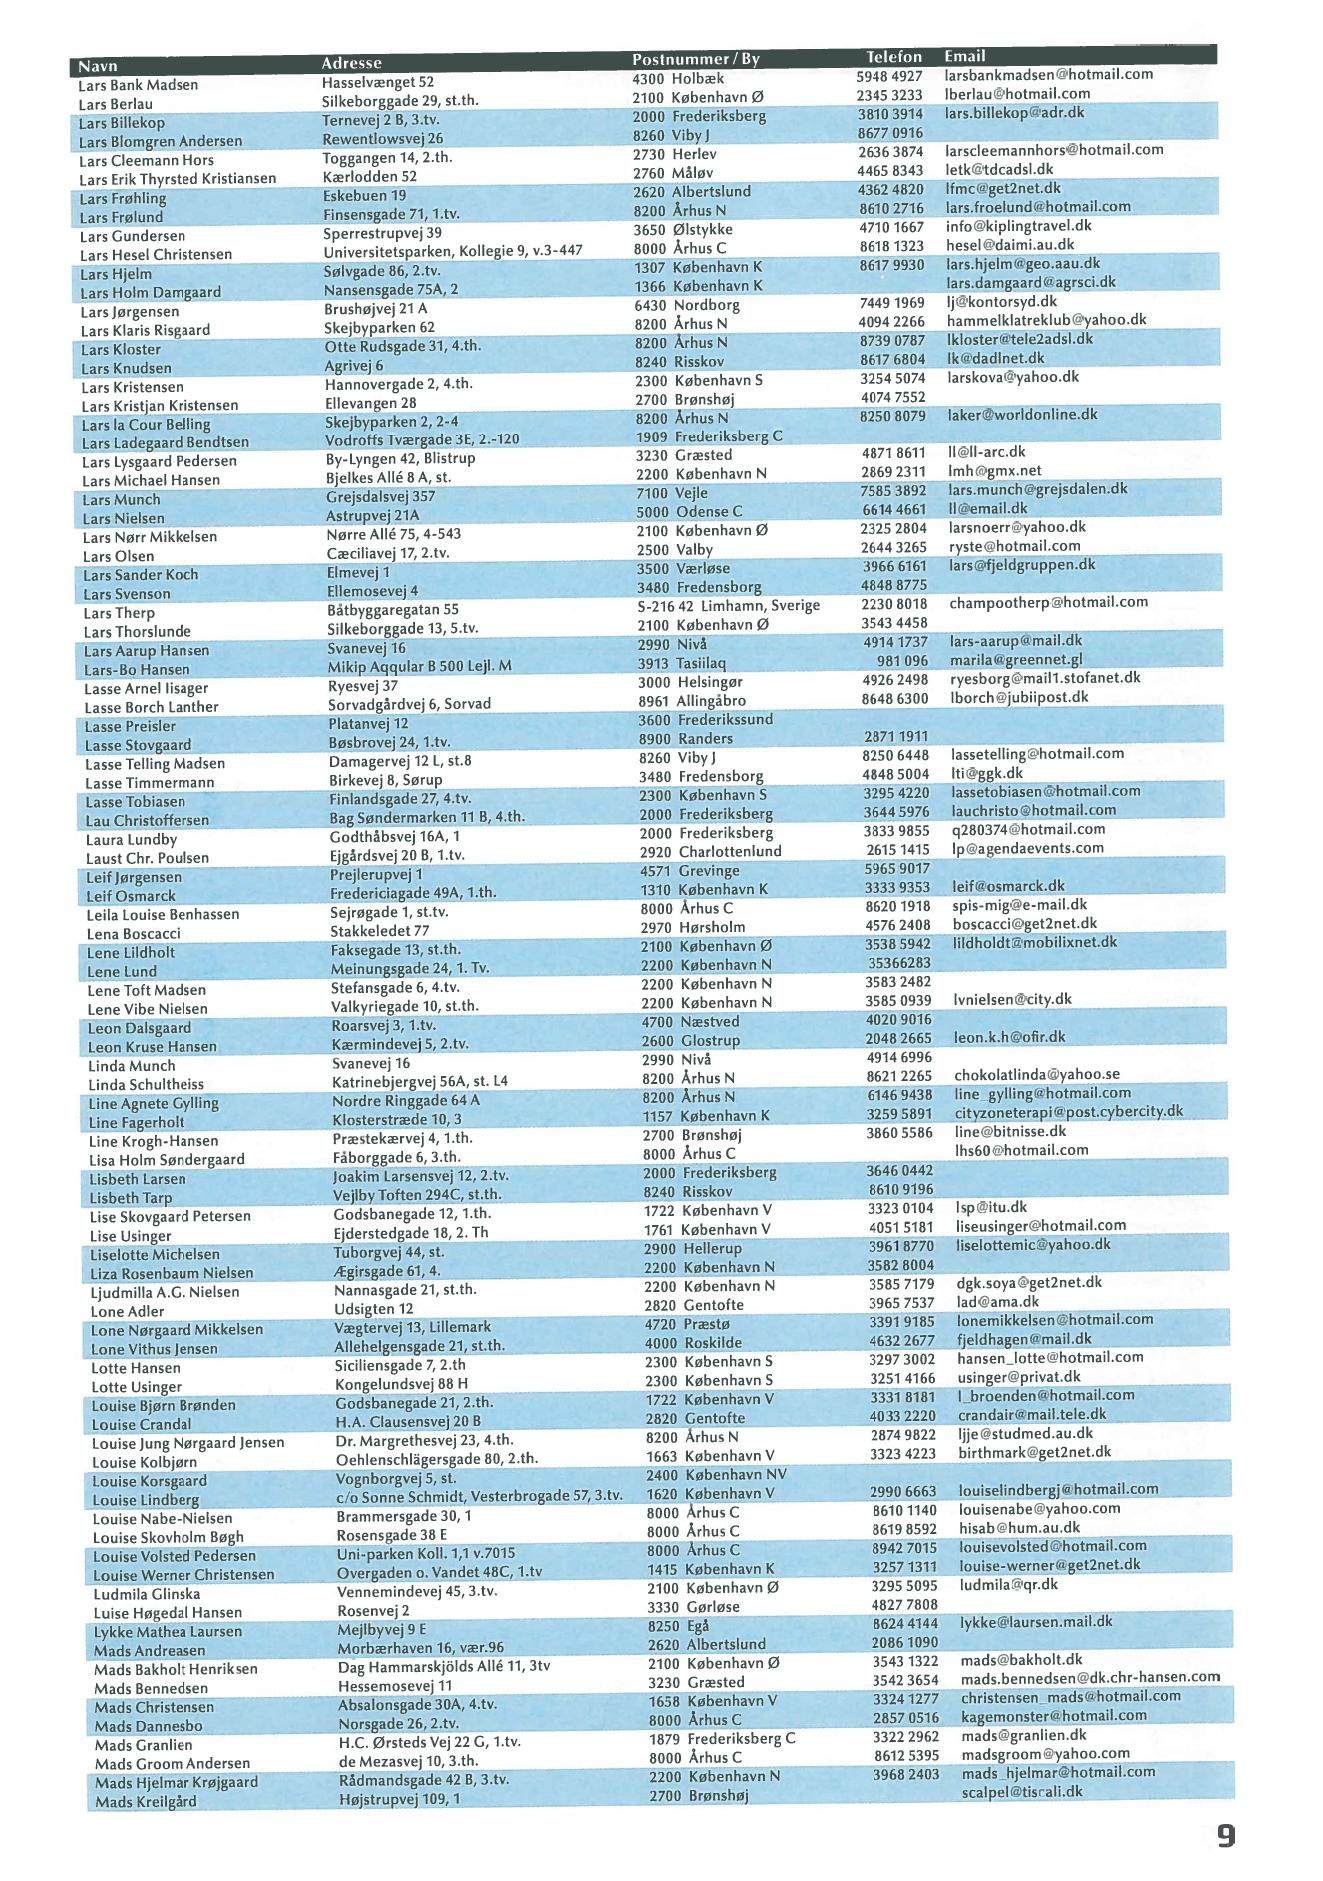 Navn Adresse Postnummer / By Telefon Email
Lars Bank Madsen Hasselvænget 52 4300 Holbæk 5948 4927 larsbankmadsen@hotmail.com
Lars Berlau Silkeborggade 29, st.th. 2100 København Ø 2345 3233 lberlau@hotmail.com
Lars Billekop Ternevej 2 B, 3.tv. 2000 Frederiksberg 3810 3914 lars.billekop@adr.dk
Lars Blomgren Andersen Rewentlowsvej 26 8260 Viby J 8677 0916
Lars Cleemann Hors Toggangen 14, 2.th. 2730 Herlev 2636 3874 larscleemannhors@hotmail.com
Lars Erik Thyrsted Kristiansen Kærlodden 52 2760 Måløv 4465 8343 letk@tdcadsl.dk
Lars Frøhling Eskebuen 19 2620 Albertslund 4362 4820 lfmc@get2net.dk
Lars Frølund Finsensgade 71, 1.tv. 8200 Århus N 8610 2716 lars.froelund@hotmail.com
Lars Gundersen Sperrestrupvej 39 3650 Ølstykke 4710 1667 info@kiplingtravel.dk
Lars Hesel Christensen Universitetsparken, Kollegie 9, v.3-447 8000 Århus C 8618 1323 hesel@daimi.au.dk
Lars Hjelm Sølvgade 86, 2.tv. 1307 København K 8617 9930 lars.hjelm@geo.aau.dk
Lars Holm Damgaard Nansensgade 75A, 2 1366 København K lars.damgaard@agrsci.dk
Lars Jørgensen Brushøjvej 21 A 6430 Nordborg 7449 1969 lj@kontorsyd.dk
Lars Klaris Risgaard Skejbyparken 62 8200 Århus N 4094 2266 hammelklatreklub@yahoo.dk
Lars Kloster Otte Rudsgade 31, 4.th. 8200 Århus N 8739 0787 lkloster@tele2adsl.dk
Lars Knudsen Agrivej 6 8240 Risskov 8617 6804 lk@dadlnet.dk
Lars Kristensen Hannovergade 2, 4.th. 2300 København S 3254 5074 larskova@yahoo.dk
Lars Kristjan Kristensen Ellevangen 28 2700 Brønshøj 4074 7552
Lars la Cour Belling Skejbyparken 2, 2-4 8200 Århus N 8250 8079 laker@worldonline.dk
Lars Ladegaard Bendtsen Vodroffs Tværgade 3E, 2.-120 1909 Frederiksberg C
Lars Lysgaard Pedersen By-Lyngen 42, Blistrup 3230 Græsted 4871 8611 ll@ll-arc.dk
Lars Michael Hansen Bjelkes Allé 8 A, st. 2200 København N 2869 2311 lmh@gmx.net
Lars Munch Grejsdalsvej 357 7100 Vejle 7585 3892 lars.munch@grejsdalen.dk
Lars Nielsen Astrupvej 21A 5000 Odense C 6614 4661 ll@email.dk
Lars Nørr Mikkelsen Nørre Allé 75, 4-543 2100 København Ø 2325 2804 larsnoerr@yahoo.dk
Lars Olsen Cæciliavej 17, 2.tv. 2500 Valby 2644 3265 ryste@hotmail.com
Lars Sander Koch Elmevej 1 3500 Værløse 3966 6161 lars@fjeldgruppen.dk
Lars Svenson Ellemosevej 4 3480 Fredensborg 4848 8775
Lars Therp Båtbyggaregatan 55 S-216 42 Limhamn, Sverige 2230 8018 champootherp@hotmail.com
Lars Thorslunde Silkeborggade 13, 5.tv. 2100 København Ø 3543 4458
Lars Aarup Hansen Svanevej 16 2990 Nivå 4914 1737 lars-aarup@mail.dk
Lars-Bo Hansen Mikip Aqqular B 500 Lejl. M 3913 Tasiilaq 981 096 marila@greennet.gl
Lasse Arnel Iisager Ryesvej 37 3000 Helsingør 4926 2498 ryesborg@mail1.stofanet.dk
Lasse Borch Lanther Sorvadgårdvej 6, Sorvad 8961 Allingåbro 8648 6300 lborch@jubiipost.dk
Lasse Preisler Platanvej 12 3600 Frederikssund
Lasse Stovgaard Bøsbrovej 24, 1.tv. 8900 Randers 2871 1911
Lasse Telling Madsen Damagervej 12 L, st.8 8260 Viby J 8250 6448 lassetelling@hotmail.com
Lasse Timmermann Birkevej 8, Sørup 3480 Fredensborg 4848 5004 lti@ggk.dk
Lasse Tobiasen Finlandsgade 27, 4.tv. 2300 København S 3295 4220 lassetobiasen@hotmail.com
Lau Christoffersen Bag Søndermarken 11 B, 4.th. 2000 Frederiksberg 3644 5976 lauchristo@hotmail.com
Laura Lundby Godthåbsvej 16A, 1 2000 Frederiksberg 3833 9855 q280374@hotmail.com
Laust Chr. Poulsen Ejgårdsvej 20 B, 1.tv. 2920 Charlottenlund 2615 1415 lp@agendaevents.com
Leif Jørgensen Prejlerupvej 1 4571 Grevinge 5965 9017
Leif Osmarck Fredericiagade 49A, 1.th. 1310 København K 3333 9353 leif@osmarck.dk
Leila Louise Benhassen Sejrøgade 1, st.tv. 8000 Århus C 8620 1918 spis-mig@e-mail.dk
Lena Boscacci Stakkeledet 77 2970 Hørsholm 4576 2408 boscacci@get2net.dk
Lene Lildholt Faksegade 13, st.th. 2100 København Ø 3538 5942 lildholdt@mobilixnet.dk
Lene Lund Meinungsgade 24, 1. Tv. 2200 København N 35366283
Lene Toft Madsen Stefansgade 6, 4.tv. 2200 København N 3583 2482
Lene Vibe Nielsen Valkyriegade 10, st.th. 2200 København N 3585 0939 lvnielsen@city.dk
Leon Dalsgaard Roarsvej 3, 1.tv. 4700 Næstved 4020 9016
Leon Kruse Hansen Kærmindevej 5, 2.tv. 2600 Glostrup 2048 2665 leon.k.h@ofir.dk
Linda Munch Svanevej 16 2990 Nivå 4914 6996
Linda Schultheiss Katrinebjergvej 56A, st. L4 8200 Århus N 8621 2265 chokolatlinda@yahoo.se
Line Agnete Gylling Nordre Ringgade 64 A 8200 Århus N 6146 9438 line_gylling@hotmail.com
Line Fagerholt Klosterstræde 10, 3 1157 København K 3259 5891 cityzoneterapi@post.cybercity.dk
Line Krogh-Hansen Præstekærvej 4, 1.th. 2700 Brønshøj 3860 5586 line@bitnisse.dk
Lisa Holm Søndergaard Fåborggade 6, 3.th. 8000 Århus C lhs60@hotmail.com
Lisbeth Larsen Joakim Larsensvej 12, 2.tv. 2000 Frederiksberg 3646 0442
Lisbeth Tarp Vejlby Toften 294C, st.th. 8240 Risskov 8610 9196
Lise Skovgaard Petersen Godsbanegade 12, 1.th. 1722 København V 3323 0104 lsp@itu.dk
Lise Usinger Ejderstedgade 18, 2. Th 1761 København V 4051 5181 liseusinger@hotmail.com
Liselotte Michelsen Tuborgvej 44, st. 2900 Hellerup 3961 8770 liselottemic@yahoo.dk
Liza Rosenbaum Nielsen Ægirsgade 61, 4. 2200 København N 3582 8004
Ljudmilla A.G. Nielsen Nannasgade 21, st.th. 2200 København N 3585 7179 dgk.soya@get2net.dk
Lone Adler Udsigten 12 2820 Gentofte 3965 7537 lad@ama.dk
Lone Nørgaard Mikkelsen Vægtervej 13, Lillemark 4720 Præstø 3391 9185 lonemikkelsen@hotmail.com
Lone Vithus Jensen Allehelgensgade 21, st.th. 4000 Roskilde 4632 2677 fjeldhagen@mail.dk
Lotte Hansen Siciliensgade 7, 2.th 2300 København S 3297 3002 hansen_lotte@hotmail.com
Lotte Usinger Kongelundsvej 88 H 2300 København S 3251 4166 usinger@privat.dk
Louise Bjørn Brønden Godsbanegade 21, 2.th. 1722 København V 3331 8181 l_broenden@hotmail.com
Louise Crandal H.A. Clausensvej 20 B 2820 Gentofte 4033 2220 crandair@mail.tele.dk
Louise Jung Nørgaard Jensen Dr. Margrethesvej 23, 4.th. 8200 Århus N 2874 9822 ljje@studmed.au.dk
Louise Kolbjørn Oehlenschlägersgade 80, 2.th. 1663 København V 3323 4223 birthmark@get2net.dk
Louise Korsgaard Vognborgvej 5, st. 2400 København NV
Louise Lindberg c/o Sonne Schmidt, Vesterbrogade 57, 3.tv. 1620 København V 2990 6663 louiselindbergj@hotmail.com
Louise Nabe-Nielsen Brammersgade 30, 1 8000 Århus C 8610 1140 louisenabe@yahoo.com
Louise Skovholm Bøgh Rosensgade 38 E 8000 Århus C 8619 8592 hisab@hum.au.dk
Louise Volsted Pedersen Uni-parken Koll. 1,1 v.7015 8000 Århus C 8942 7015 louisevolsted@hotmail.com
Louise Werner Christensen Overgaden o. Vandet 48C, 1.tv 1415 København K 3257 1311 louise-werner@get2net.dk
Ludmila Glinska Vennemindevej 45, 3.tv. 2100 København Ø 3295 5095 ludmila@qr.dk
Luise Høgedal Hansen Rosenvej 2 3330 Gørløse 4827 7808
Lykke Mathea Laursen Mejlbyvej 9 E 8250 Egå 8624 4144 lykke@laursen.mail.dk
Mads Andreasen Morbærhaven 16, vær.96 2620 Albertslund 2086 1090
Mads Bakholt Henriksen Dag Hammarskjölds Allé 11, 3tv 2100 København Ø 3543 1322 mads@bakholt.dk
Mads Bennedsen Hessemosevej 11 3230 Græsted 3542 3654 mads.bennedsen@dk.chr-hansen.com
Mads Christensen Absalonsgade 30A, 4.tv. 1658 København V 3324 1277 christensen_mads@hotmail.com
Mads Dannesbo Norsgade 26, 2.tv. 8000 Århus C 2857 0516 kagemonster@hotmail.com
Mads Granlien H.C. Ørsteds Vej 22 G, 1.tv. 1879 Frederiksberg C 3322 2962 mads@granlien.dk
Mads Groom Andersen de Mezasvej 10, 3.th. 8000 Århus C 8612 5395 madsgroom@yahoo.com
Mads Hjelmar Krøjgaard Rådmandsgade 42 B, 3.tv. 2200 København N 3968 2403 mads_hjelmar@hotmail.com
Mads Kreilgård Højstrupvej 109, 1 2700 Brønshøj scalpel@tiscali.dk
9